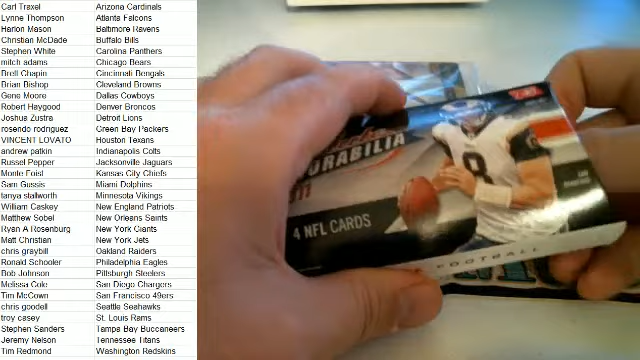 Carl Traxel Arizona Cardinals
Lynne Thompson Atlanta Falcons
Harlon Mason Baltimore Ravens
Christian McDade Buffalo Bills
Stephen White Carolina Panthers
mitch adams Chicago Bears
Brett Chapin Cincinnati Bengals
Brian Bishop Cleveland Browns
Gene Moore Dallas Cowboys
Robert Haygood Denver Broncos
Joshua Zustra Detroit Lions
rosendo rodriguez Green Bay Packers
VINCENT LOVATO Houston Texans
andrew patkin Indianapolis Colts
Russel Pepper Jacksonville Jaguars
Monte Foist Kansas City Chiefs
Sam Gussis Miami Dolphins
tanya stallworth Minnesota Vikings
William Caskey New England Patriots
Matthew Sobel New Orleans Saints
Ryan A Rosenburg New York Giants
Matt Christian New York Jets
chris graybill Oakland Raiders
Ronald Schooler Philadelphia Eagles
Bob Johnson Pittsburgh Steelers
Melissa Cole San Diego Chargers
Tim McCown San Francisco 49ers
chris goodell Seattle Seahawks
troy casey St. Louis Rams
Stephen Sanders Tampa Bay Buccaneers
Jeremy Nelson Tennessee Titans
Tim Redmond Washington Redskins
MORABILIA
8
4 NFL CARDS
FOOTBALL